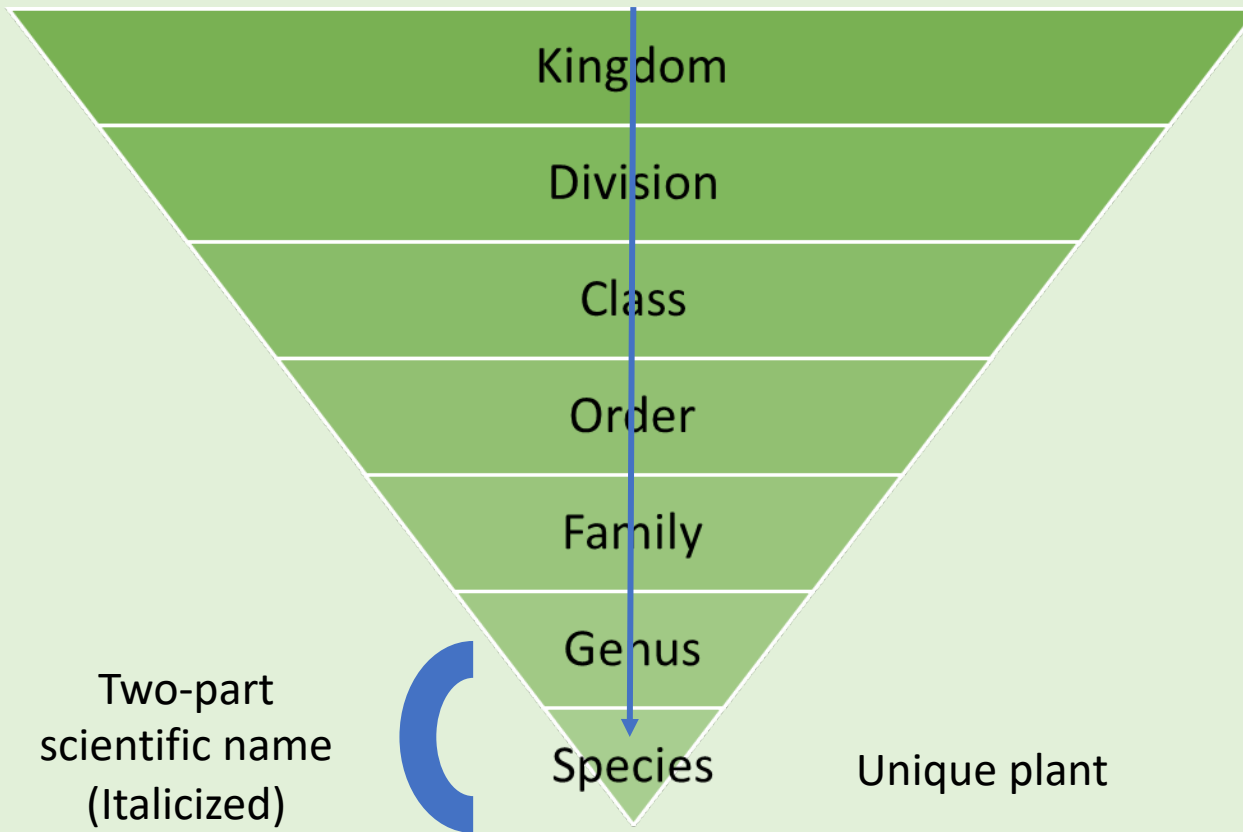 Kingdom
Division
Class
Order
Family
Genus
Species
Two-part
scientific name
(Italicized)
Unique plant